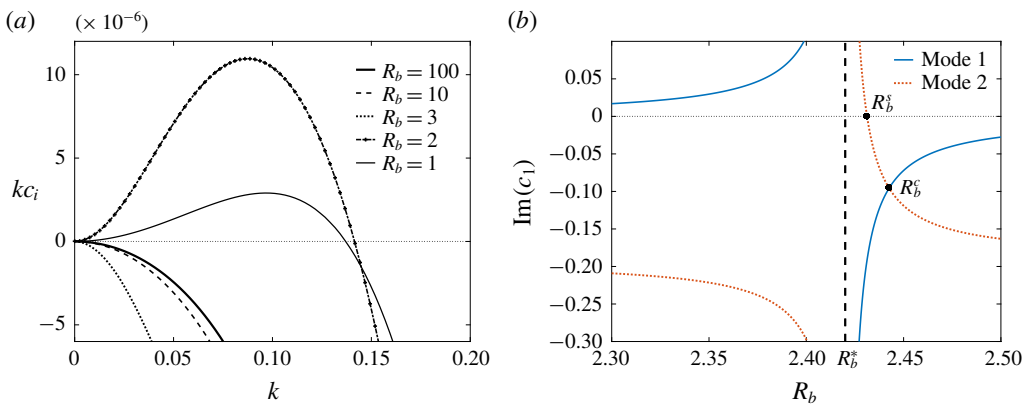 (a)
(× 10⁻⁶)
10
5
0
−5
kc_i
0
0.05
0.10
0.15
0.20
k
R_b = 100
R_b = 10
R_b = 3
R_b = 2
R_b = 1
(b)
0.05
0
−0.05
−0.10
−0.15
−0.20
−0.25
−0.30
Im(c₁)
2.30
2.35
2.40
R_b^*
2.45
2.50
R_b
Mode 1
Mode 2
R_b^s
R_b^c